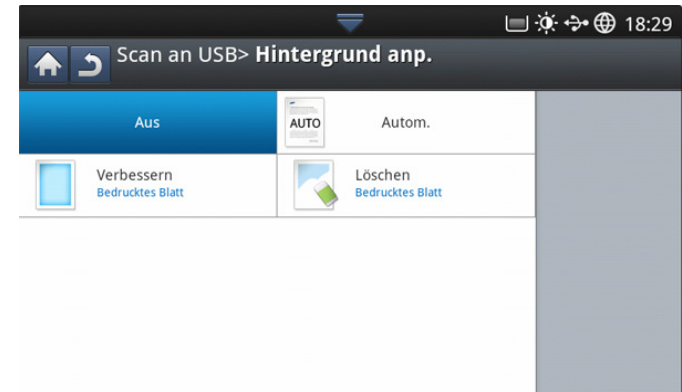 18:29
Scan an USB> Hintergrund anp.
Aus
AUTO
Autom.
Verbessern
Bedrucktes Blatt
Löschen
Bedrucktes Blatt